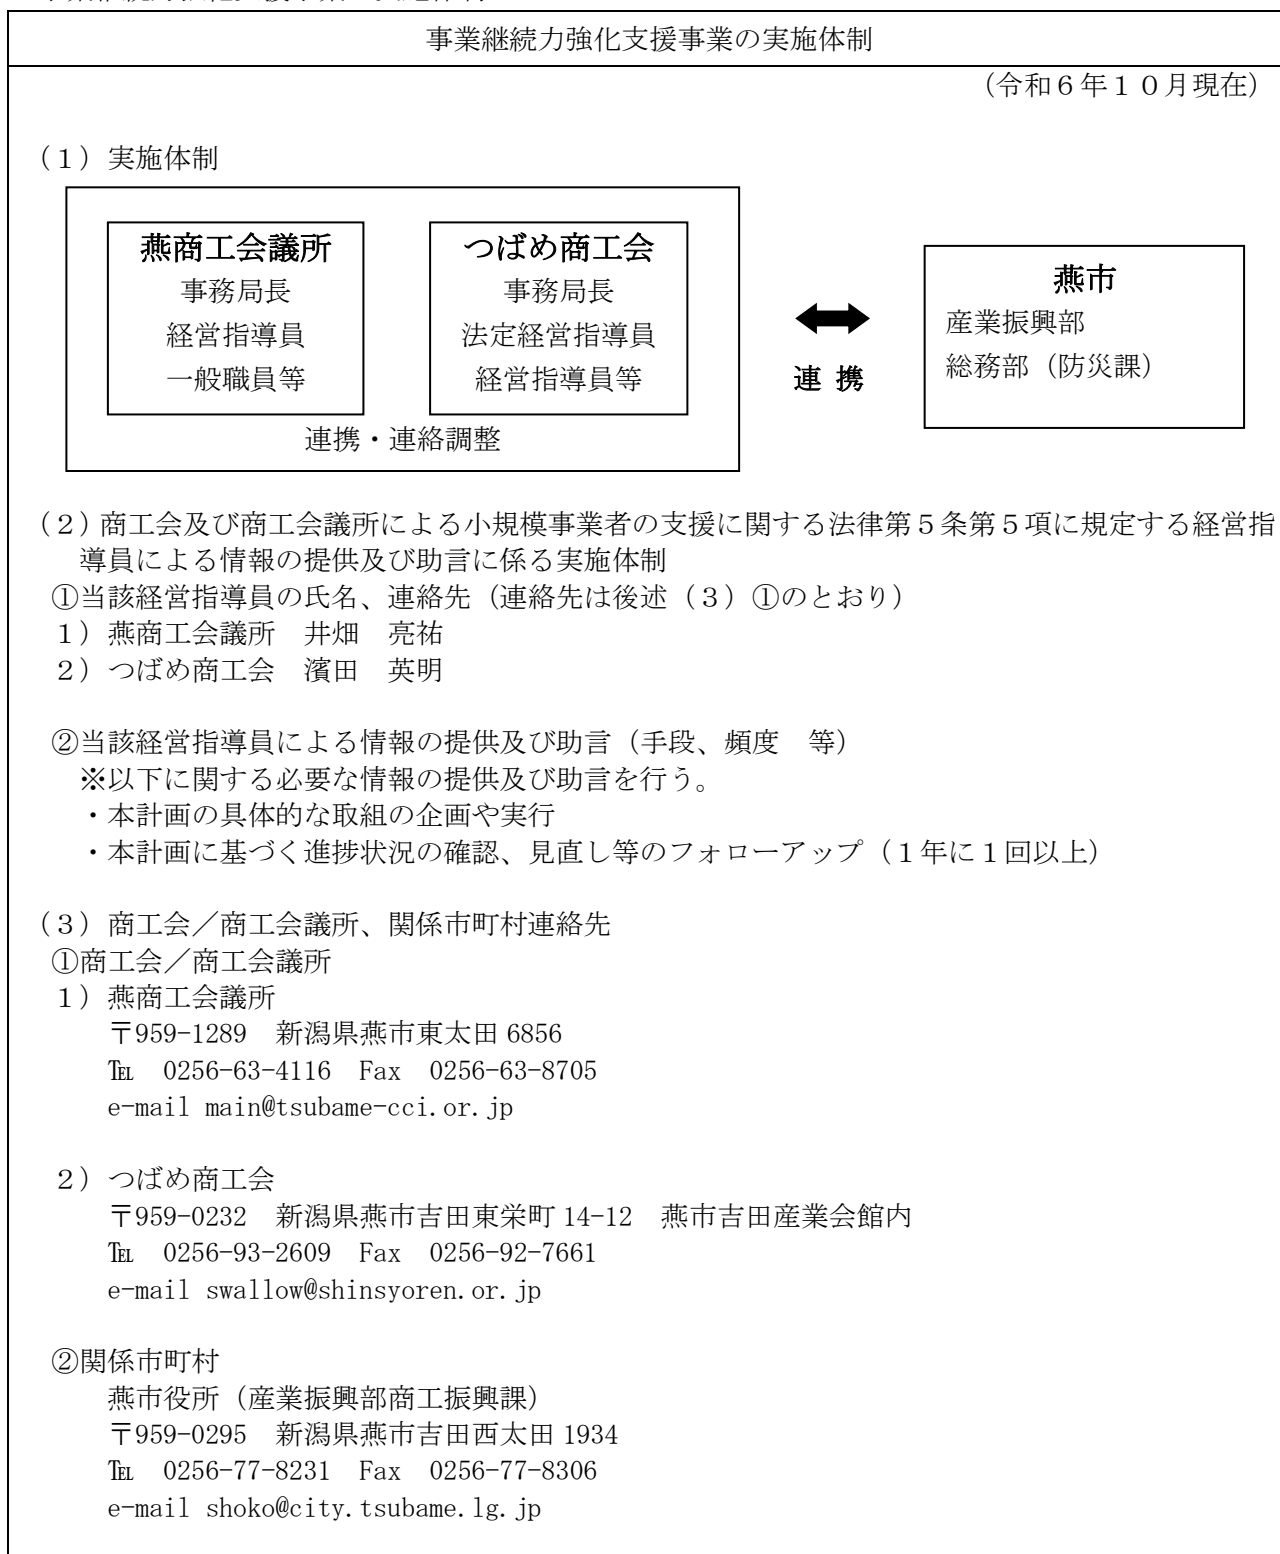 事業継続力強化支援事業の実施体制
（令和６年１０月現在）
（１）実施体制
燕商工会議所
事務局長
経営指導員
一般職員等
つばめ商工会
事務局長
法定経営指導員
経営指導員等
連携・連絡調整
連 携
燕市
産業振興部
総務部（防災課）
（２）商工会及び商工会議所による小規模事業者の支援に関する法律第５条第５項に規定する経営指
導員による情報の提供及び助言に係る実施体制
①当該経営指導員の氏名、連絡先（連絡先は後述（３）①のとおり）
１）燕商工会議所　井畑　亮祐
２）つばめ商工会　濱田　英明
②当該経営指導員による情報の提供及び助言（手段、頻度　等）
※以下に関する必要な情報の提供及び助言を行う。
・本計画の具体的な取組の企画や実行
・本計画に基づく進捗状況の確認、見直し等のフォローアップ（１年に１回以上）
（３）商工会／商工会議所、関係市町村連絡先
①商工会／商工会議所
１）燕商工会議所
〒959-1289　新潟県燕市東太田 6856
℡　0256-63-4116　Fax　0256-63-8705
e-mail main@tsubame-cci.or.jp
２）つばめ商工会
〒959-0232　新潟県燕市吉田東栄町 14-12　燕市吉田産業会館内
℡　0256-93-2609　Fax　0256-92-7661
e-mail swallow@shinsyoren.or.jp
②関係市町村
燕市役所（産業振興部商工振興課）
〒959-0295　新潟県燕市吉田西太田 1934
℡　0256-77-8231　Fax　0256-77-8306
e-mail shoko@city.tsubame.lg.jp